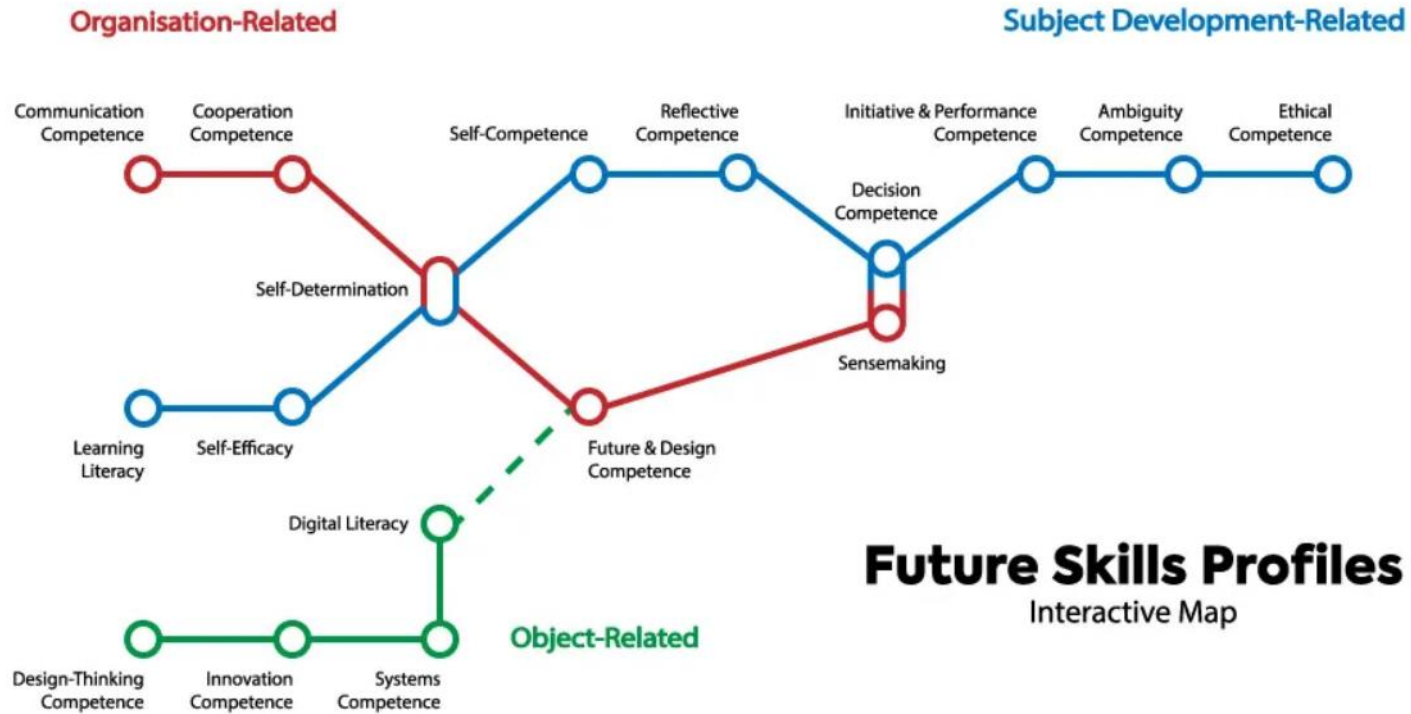 Organisation-Related
Subject Development-Related
Communication
Competence
Cooperation
Competence
Self-Competence
Reflective
Competence
Initiative & Performance
Competence
Ambiguity
Competence
Ethical
Competence
Decision
Competence
Self-Determination
Sensemaking
Learning
Literacy
Self-Efficacy
Future & Design
Competence
Digital Literacy
Future Skills Profiles
Interactive Map
Object-Related
Design-Thinking
Competence
Innovation
Competence
Systems
Competence